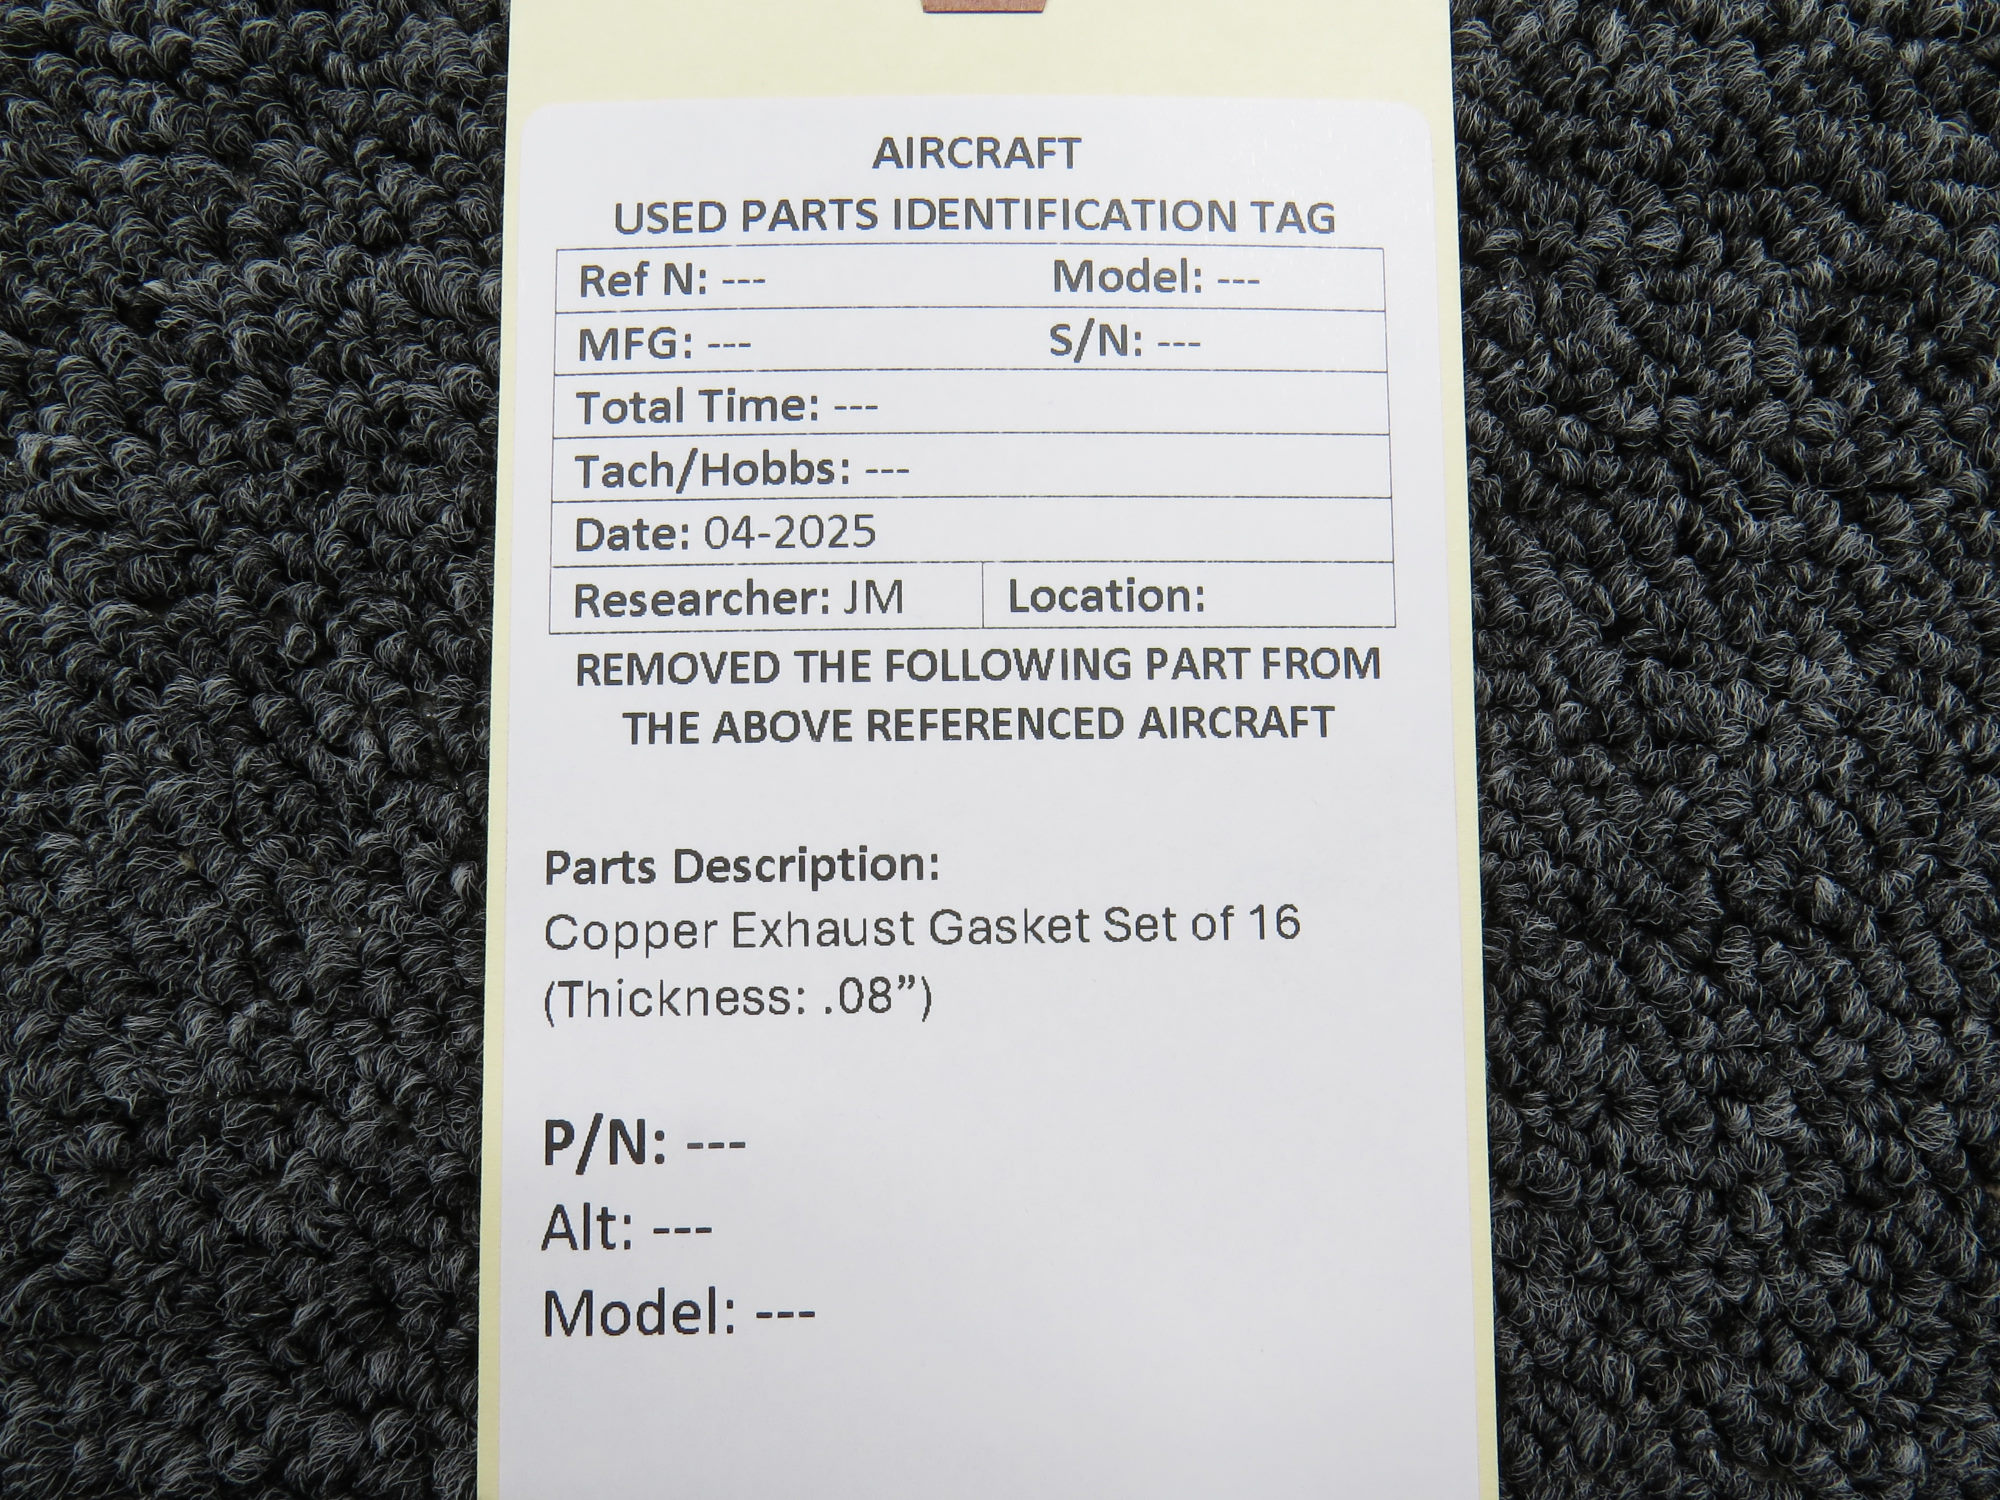 AIRCRAFT
USED PARTS IDENTIFICATION TAG
Ref N: --- Model: ---
MFG: --- S/N: ---
Total Time: ---
Tach/Hobbs: ---
Date: 04-2025
Researcher: JM Location:
REMOVED THE FOLLOWING PART FROM
THE ABOVE REFERENCED AIRCRAFT
Parts Description:
Copper Exhaust Gasket Set of 16
(Thickness: .08”)
P/N: ---
Alt: ---
Model: ---